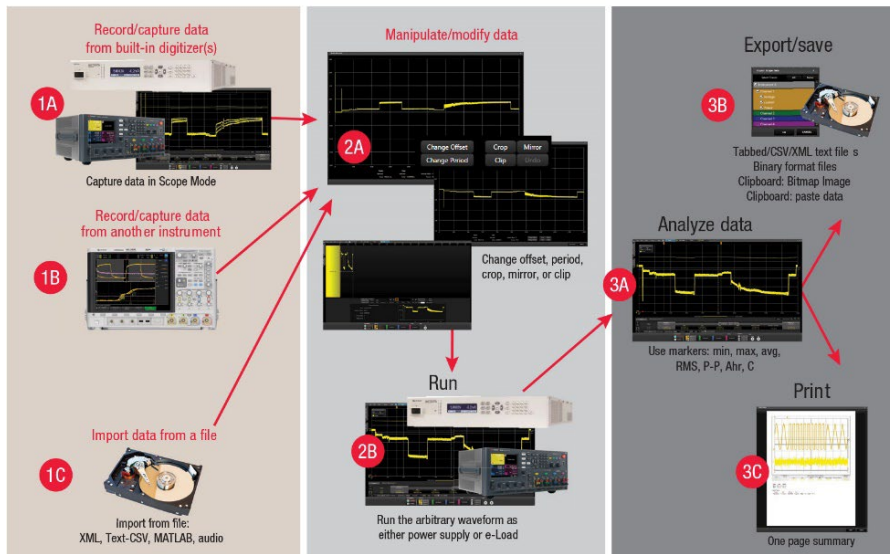 Record/capture data
from built-in digitizer(s)
1A
Capture data in Scope Mode
Record/capture data
from another instrument
1B
Import data from a file
1C
Import from file:
XML, Text-CSV, MATLAB, audio
Manipulate/modify data
2A
Change Offset
Crop
Mirror
Change Period
Clip
Undo
Change offset, period,
crop, mirror, or clip
Run
2B
Run the arbitrary waveform as
either power supply or e-Load
Export/save
3B
Tabbed/CSV/XML text file s
Binary format files
Clipboard: Bitmap Image
Clipboard: paste data
Analyze data
3A
Use markers: min, max, avg,
RMS, P-P, Ahr, C
Print
3C
One page summary